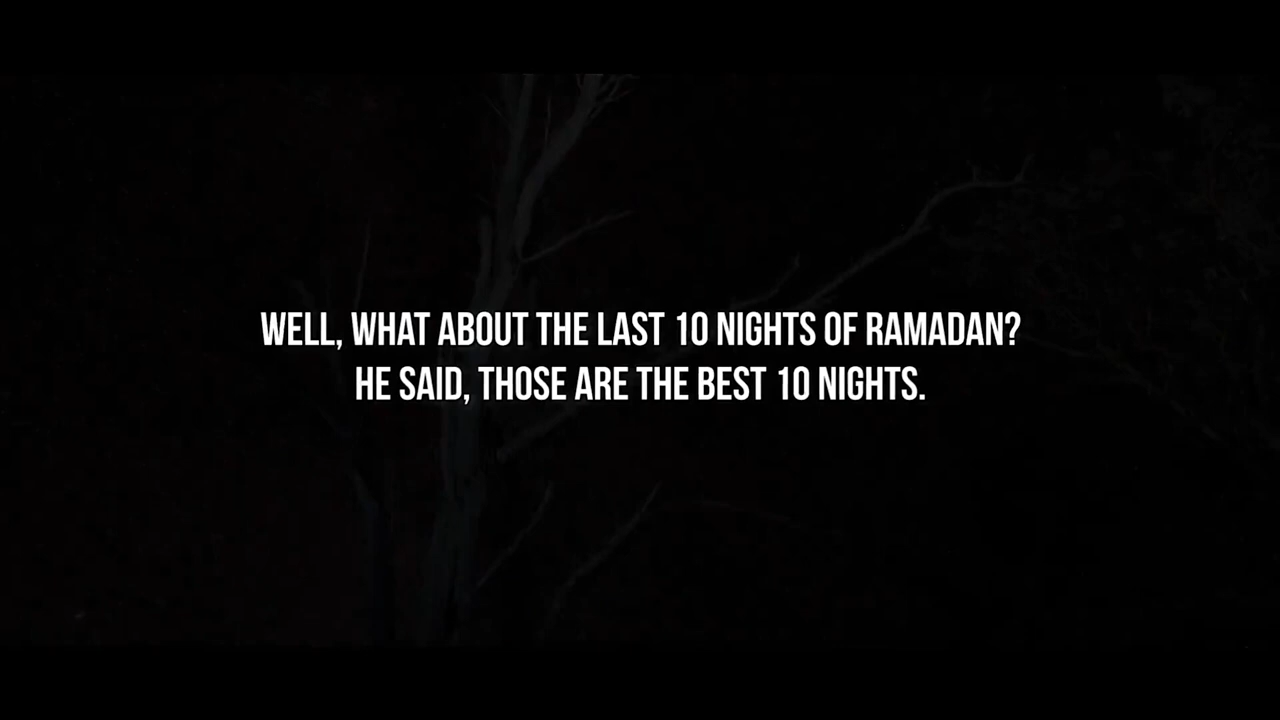 WELL, WHAT ABOUT THE LAST 10 NIGHTS OF RAMADAN?
HE SAID, THOSE ARE THE BEST 10 NIGHTS.